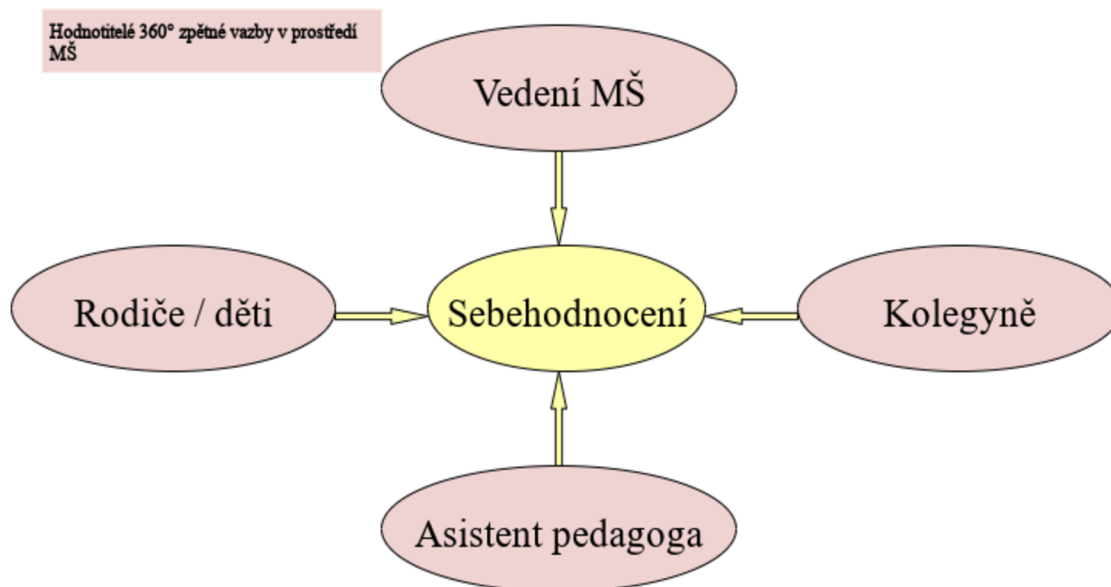 Hodnotitelé 360° zpětné vazby v prostředí
MŠ
Vedení MŠ
Rodiče / děti
Sebehodnocení
Kolegyně
Asistent pedagoga